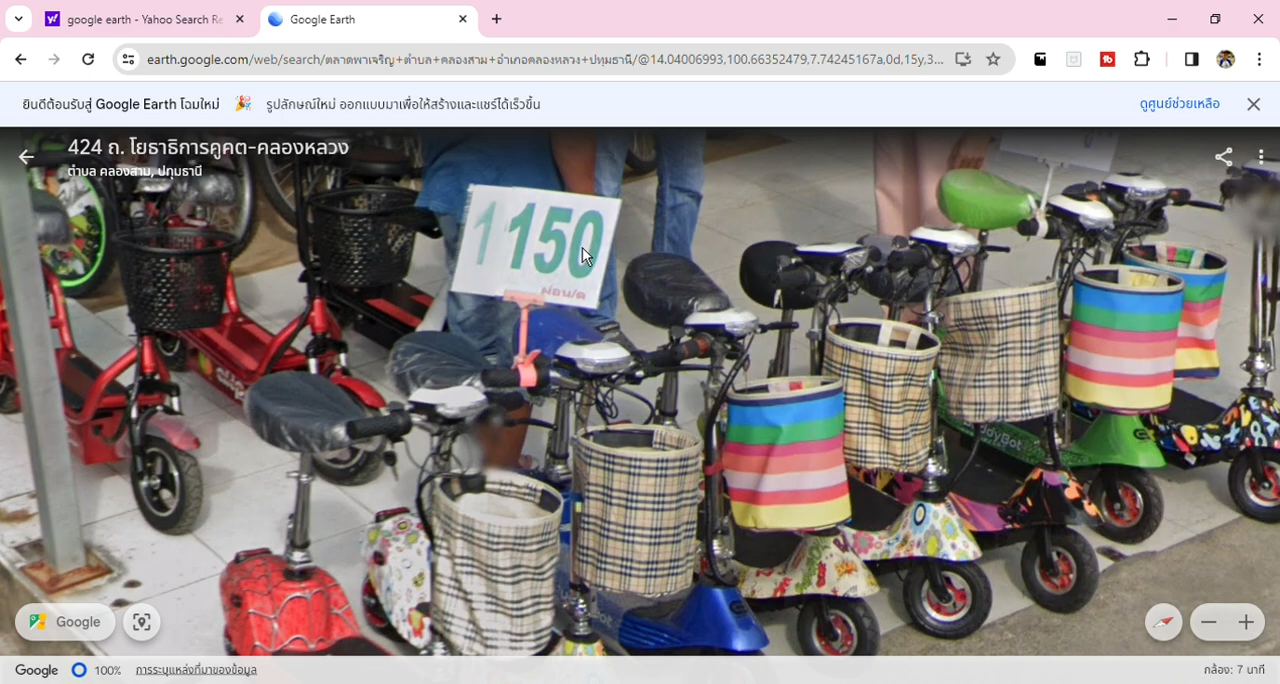 google earth - Yahoo Search Re
Google Earth
earth.google.com/web/search/ตลาดพาเจริญ+ตำบล+คลองสาม+อำเภอคลองหลวง+ปทุมธานี/@14.04006993,100.66352479,7.74245167a,0d,15y,3...
ยินดีต้อนรับสู่ Google Earth โฉมใหม่ 🎉 รูปลักษณ์ใหม่ ออกแบบมาเพื่อให้สร้างและแชร์ได้เร็วขึ้น
ดูศูนย์ช่วยเหลือ
424 ถ. โยธาธิการคูคต-คลองหลวง
ตำบล คลองสาม, ปทุมธานี
1150
ผ่อน/ด
Google
Google 100% การระบุแหล่งที่มาของข้อมูล
กล้อง: 7 นาที